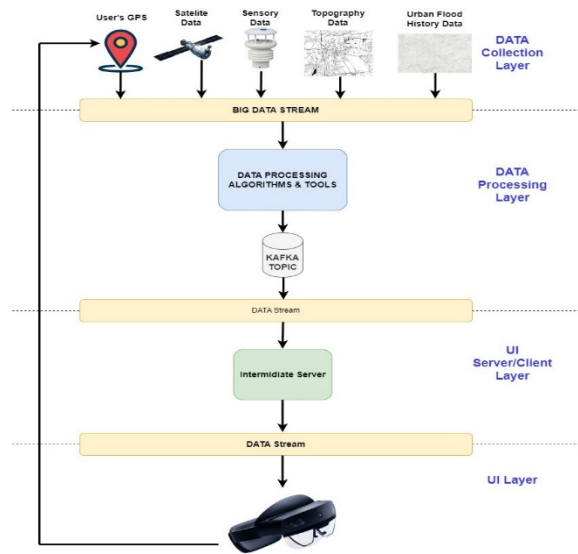 User's GPS
Satelite
Data
Sensory
Data
Topography
Data
Urban Flood
History Data
DATA
Collection
Layer
BIG DATA STREAM
DATA PROCESSING
ALGORITHMS & TOOLS
DATA
Processing
Layer
KAFKA
TOPIC
DATA Stream
UI
Server/Client
Layer
Intermidiate Server
DATA Stream
UI Layer